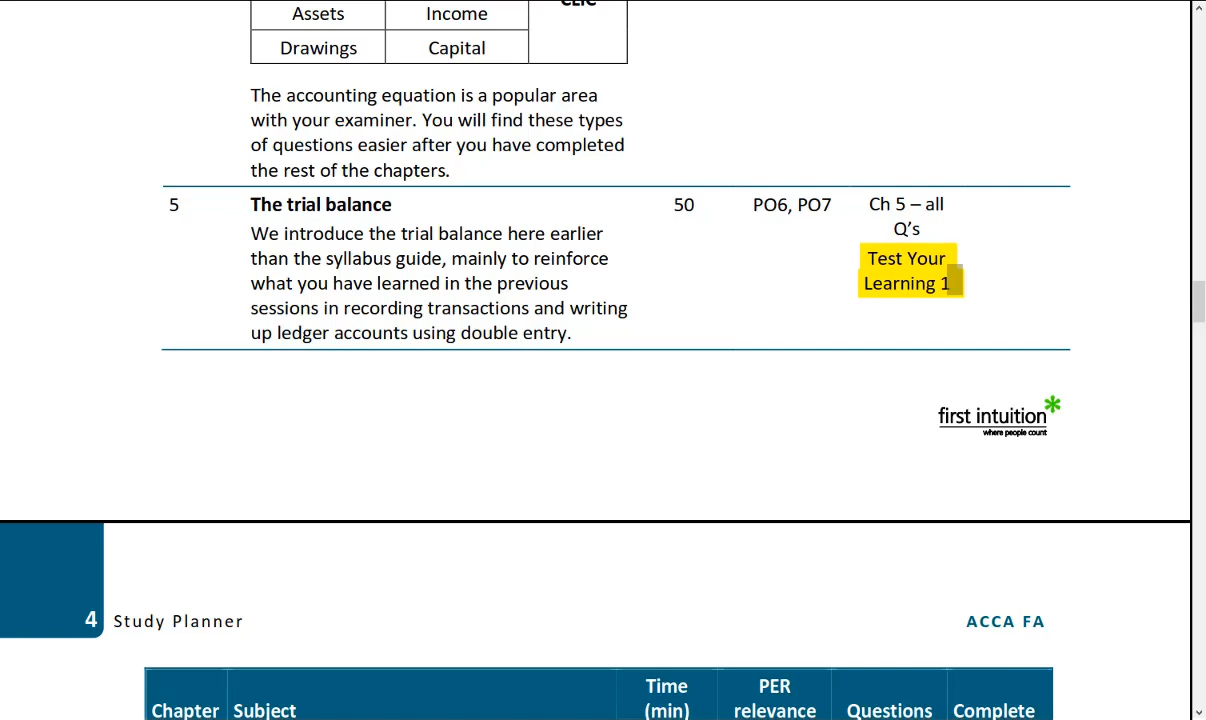 CLIC
Assets Income
Drawings Capital
The accounting equation is a popular area
with your examiner. You will find these types
of questions easier after you have completed
the rest of the chapters.
5 The trial balance 50 PO6, PO7 Ch 5 – all
Q’s
We introduce the trial balance here earlier
than the syllabus guide, mainly to reinforce
what you have learned in the previous
sessions in recording transactions and writing
up ledger accounts using double entry.
Test Your
Learning 1
first intuition*
where people count
4 Study Planner ACCA FA
Chapter Subject Time
(min) PER
relevance Questions Complete